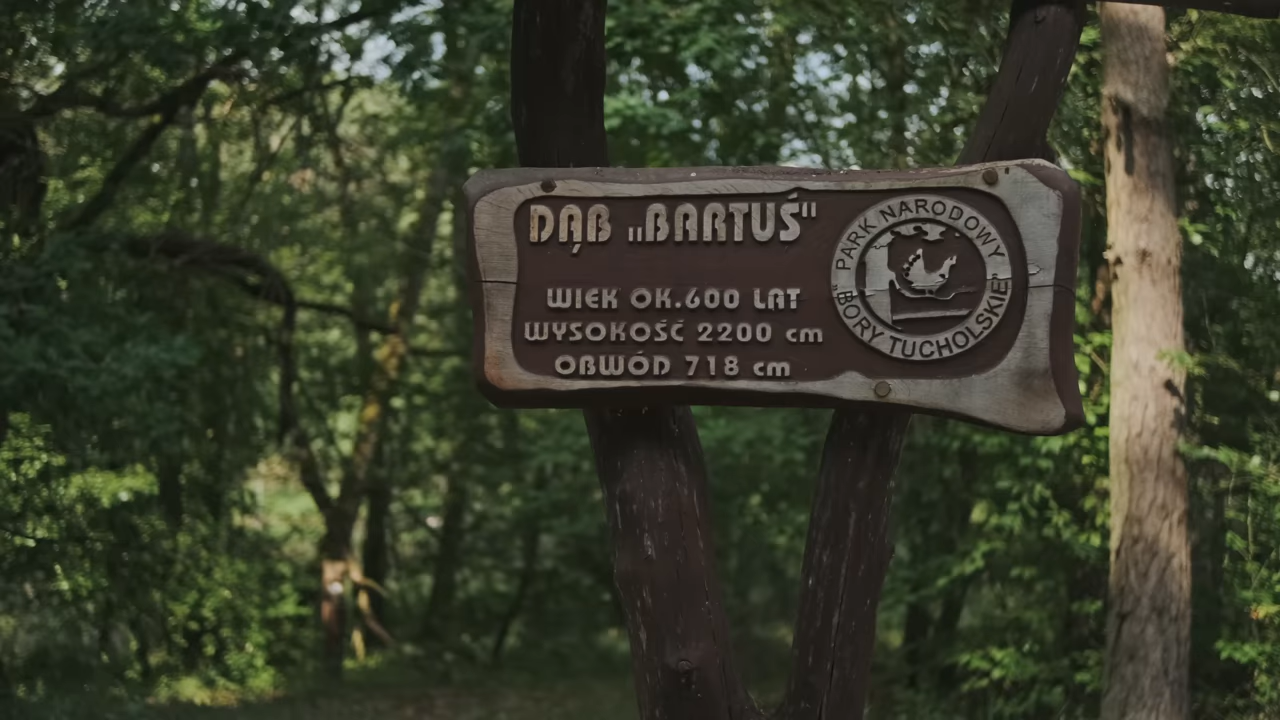 DĄB „BARTUŚ"
WIEK OK.600 LAT
WYSOKOŚĆ 2200 cm
OBWÓD 718 cm
PARK NARODOWY
"BORY TUCHOLSKIE"